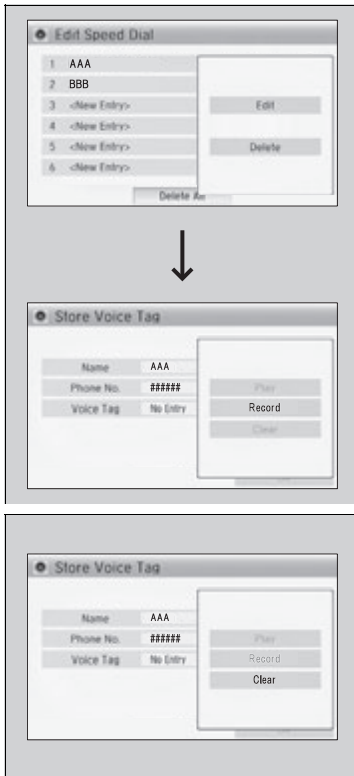 Edit Speed Dial
1 AAA
2 BBB
3 <New Entry>
Edit
4 <New Entry>
5 <New Entry>
Delete
6 <New Entry>
Delete All
Store Voice Tag
Name AAA
Phone No. ######
Play
Voice Tag No Entry
Record
Clear
Store Voice Tag
Name AAA
Phone No. ######
Play
Voice Tag No Entry
Record
Clear